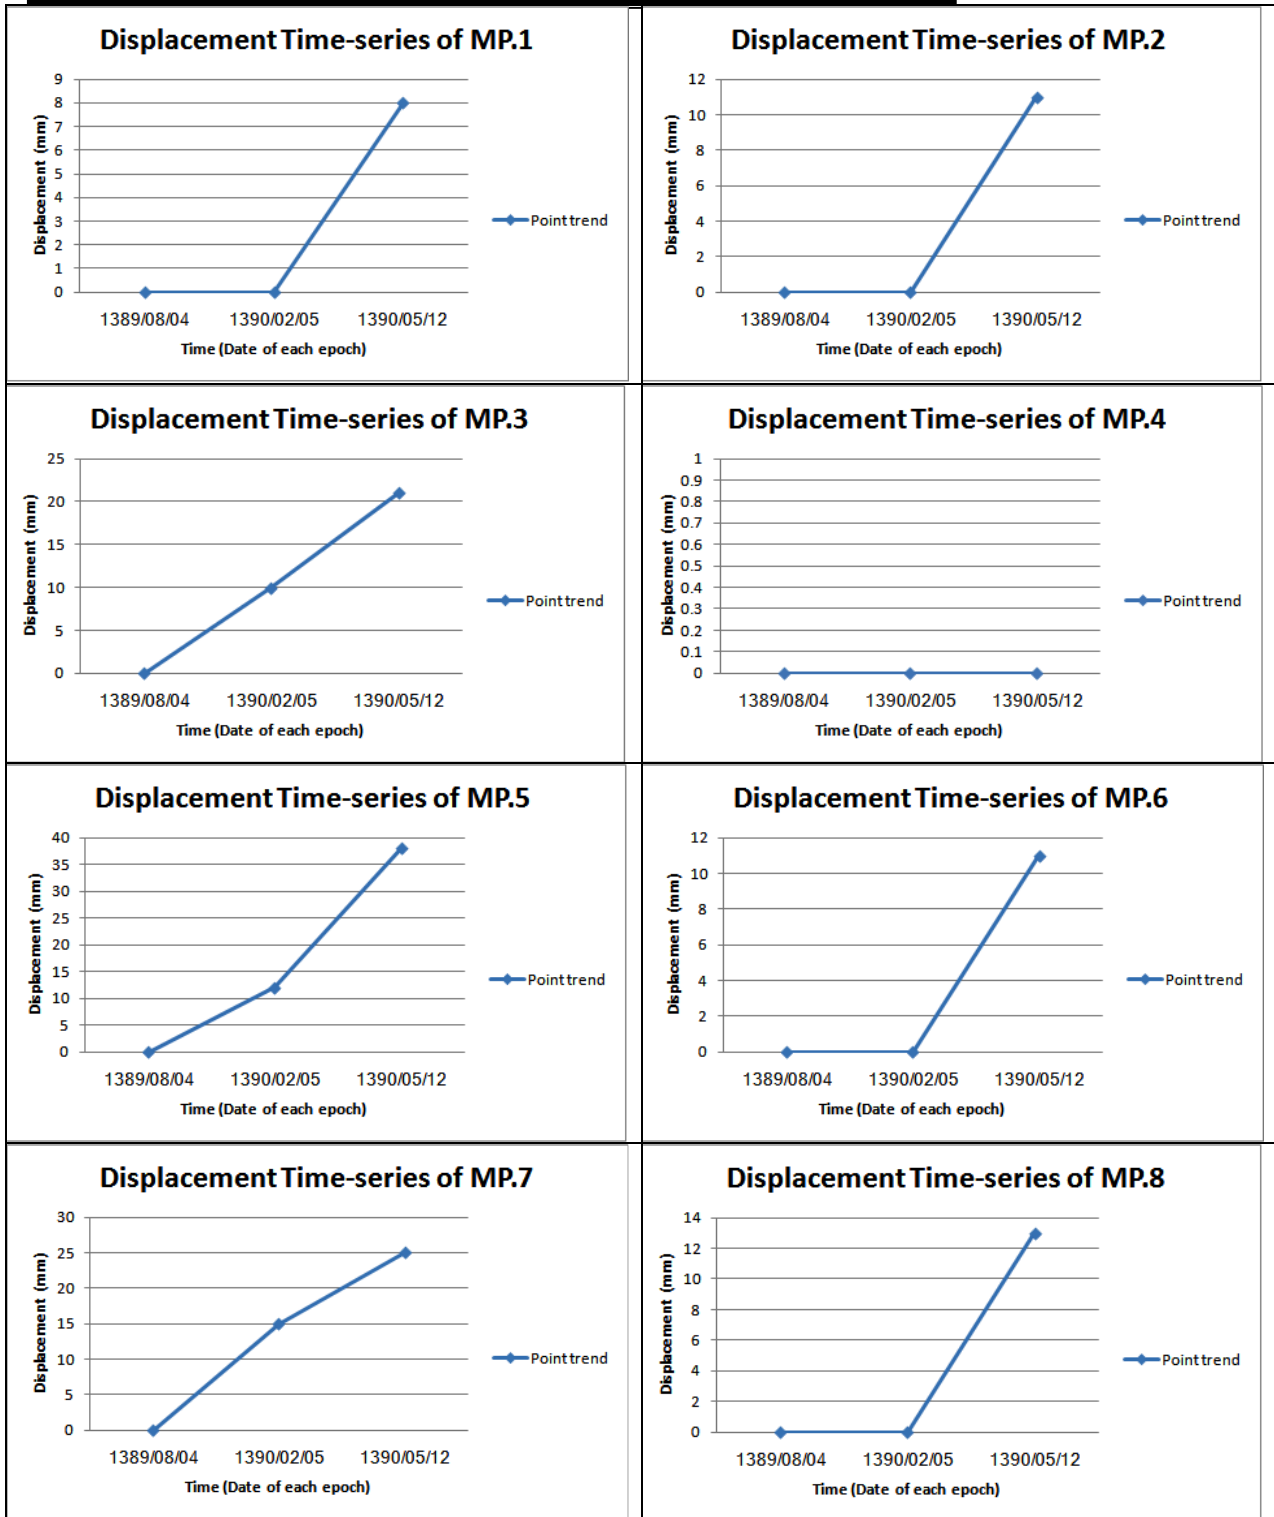 Displacement Time-series of MP.1
9
8
7
6
5
4
3
2
1
0
Displacement (mm)
1389/08/04 1390/02/05 1390/05/12
Time (Date of each epoch)
Point trend
Displacement Time-series of MP.2
12
10
8
6
4
2
0
Displacement (mm)
1389/08/04 1390/02/05 1390/05/12
Time (Date of each epoch)
Point trend
Displacement Time-series of MP.3
25
20
15
10
5
0
Displacement (mm)
1389/08/04 1390/02/05 1390/05/12
Time (Date of each epoch)
Point trend
Displacement Time-series of MP.4
1
0.9
0.8
0.7
0.6
0.5
0.4
0.3
0.2
0.1
0
Displacement (mm)
1389/08/04 1390/02/05 1390/05/12
Time (Date of each epoch)
Point trend
Displacement Time-series of MP.5
40
35
30
25
20
15
10
5
0
Displacement (mm)
1389/08/04 1390/02/05 1390/05/12
Time (Date of each epoch)
Point trend
Displacement Time-series of MP.6
12
10
8
6
4
2
0
Displacement (mm)
1389/08/04 1390/02/05 1390/05/12
Time (Date of each epoch)
Point trend
Displacement Time-series of MP.7
30
25
20
15
10
5
0
Displacement (mm)
1389/08/04 1390/02/05 1390/05/12
Time (Date of each epoch)
Point trend
Displacement Time-series of MP.8
14
12
10
8
6
4
2
0
Displacement (mm)
1389/08/04 1390/02/05 1390/05/12
Time (Date of each epoch)
Point trend